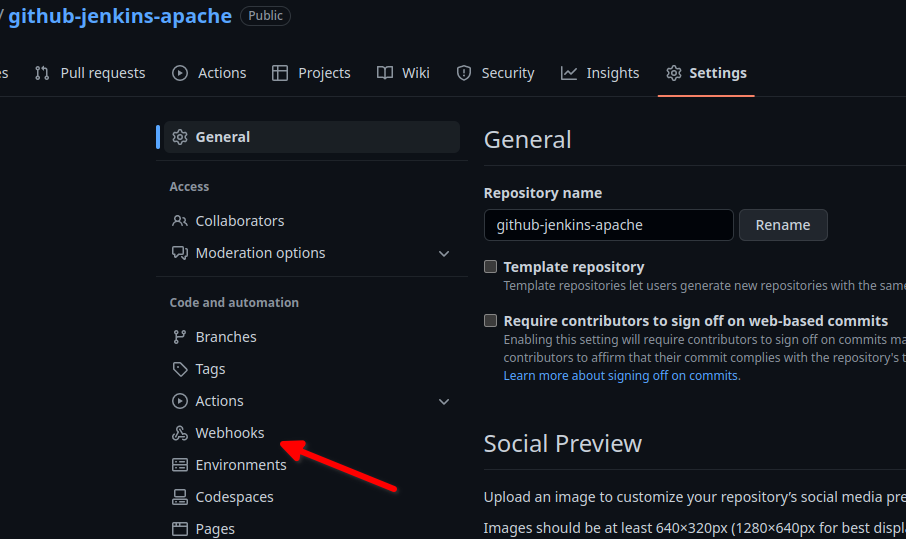 / github-jenkins-apache Public
es Pull requests Actions Projects Wiki Security Insights Settings
General
Access
Collaborators
Moderation options
Code and automation
Branches
Tags
Actions
Webhooks
Environments
Codespaces
Pages
General
Repository name
github-jenkins-apache Rename
Template repository
Template repositories let users generate new repositories with the same
Require contributors to sign off on web-based commits
Enabling this setting will require contributors to sign off on commits ma
contributors to affirm that their commit complies with the repository's t
Learn more about signing off on commits.
Social Preview
Upload an image to customize your repository's social media pre
Images should be at least 640×320px (1280×640px for best displa